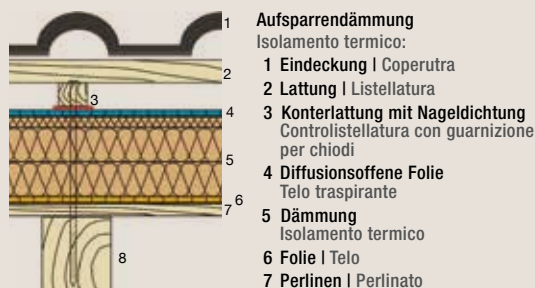 1
2
3
4
5
6
7
8
Aufsparrendämmung
Isolamento termico:
1 Eindeckung | Coperutra
2 Lattung | Listellatura
3 Konterlattung mit Nageldichtung
Controlistellatura con guarnizione
per chiodi
4 Diffusionsoffene Folie
Telo traspirante
5 Dämmung
Isolamento termico
6 Folie | Telo
7 Perlinen | Perlinato